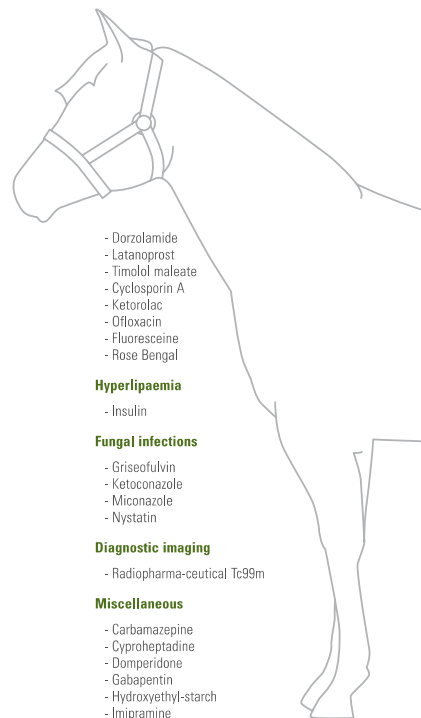 - Dorzolamide
- Latanoprost
- Timolol maleate
- Cyclosporin A
- Ketorolac
- Ofloxacin
- Fluoresceine
- Rose Bengal
Hyperlipaemia
- Insulin
Fungal infections
- Griseofulvin
- Ketoconazole
- Miconazole
- Nystatin
Diagnostic imaging
- Radiopharma-ceutical Tc99m
Miscellaneous
- Carbamazepine
- Cyproheptadine
- Domperidone
- Gabapentin
- Hydroxyethyl-starch
- Imipramine